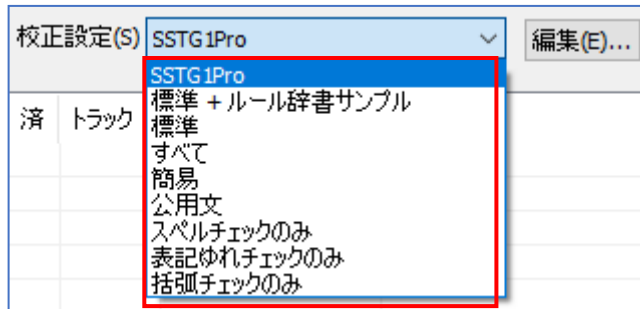 校正設定(S) SSTG1Pro 編集(E)...
SSTG1Pro
標準 + ルール辞書サンプル
済 トラック
標準
すべて
簡易
公用文
スペルチェックのみ
表記ゆれチェックのみ
括弧チェックのみ